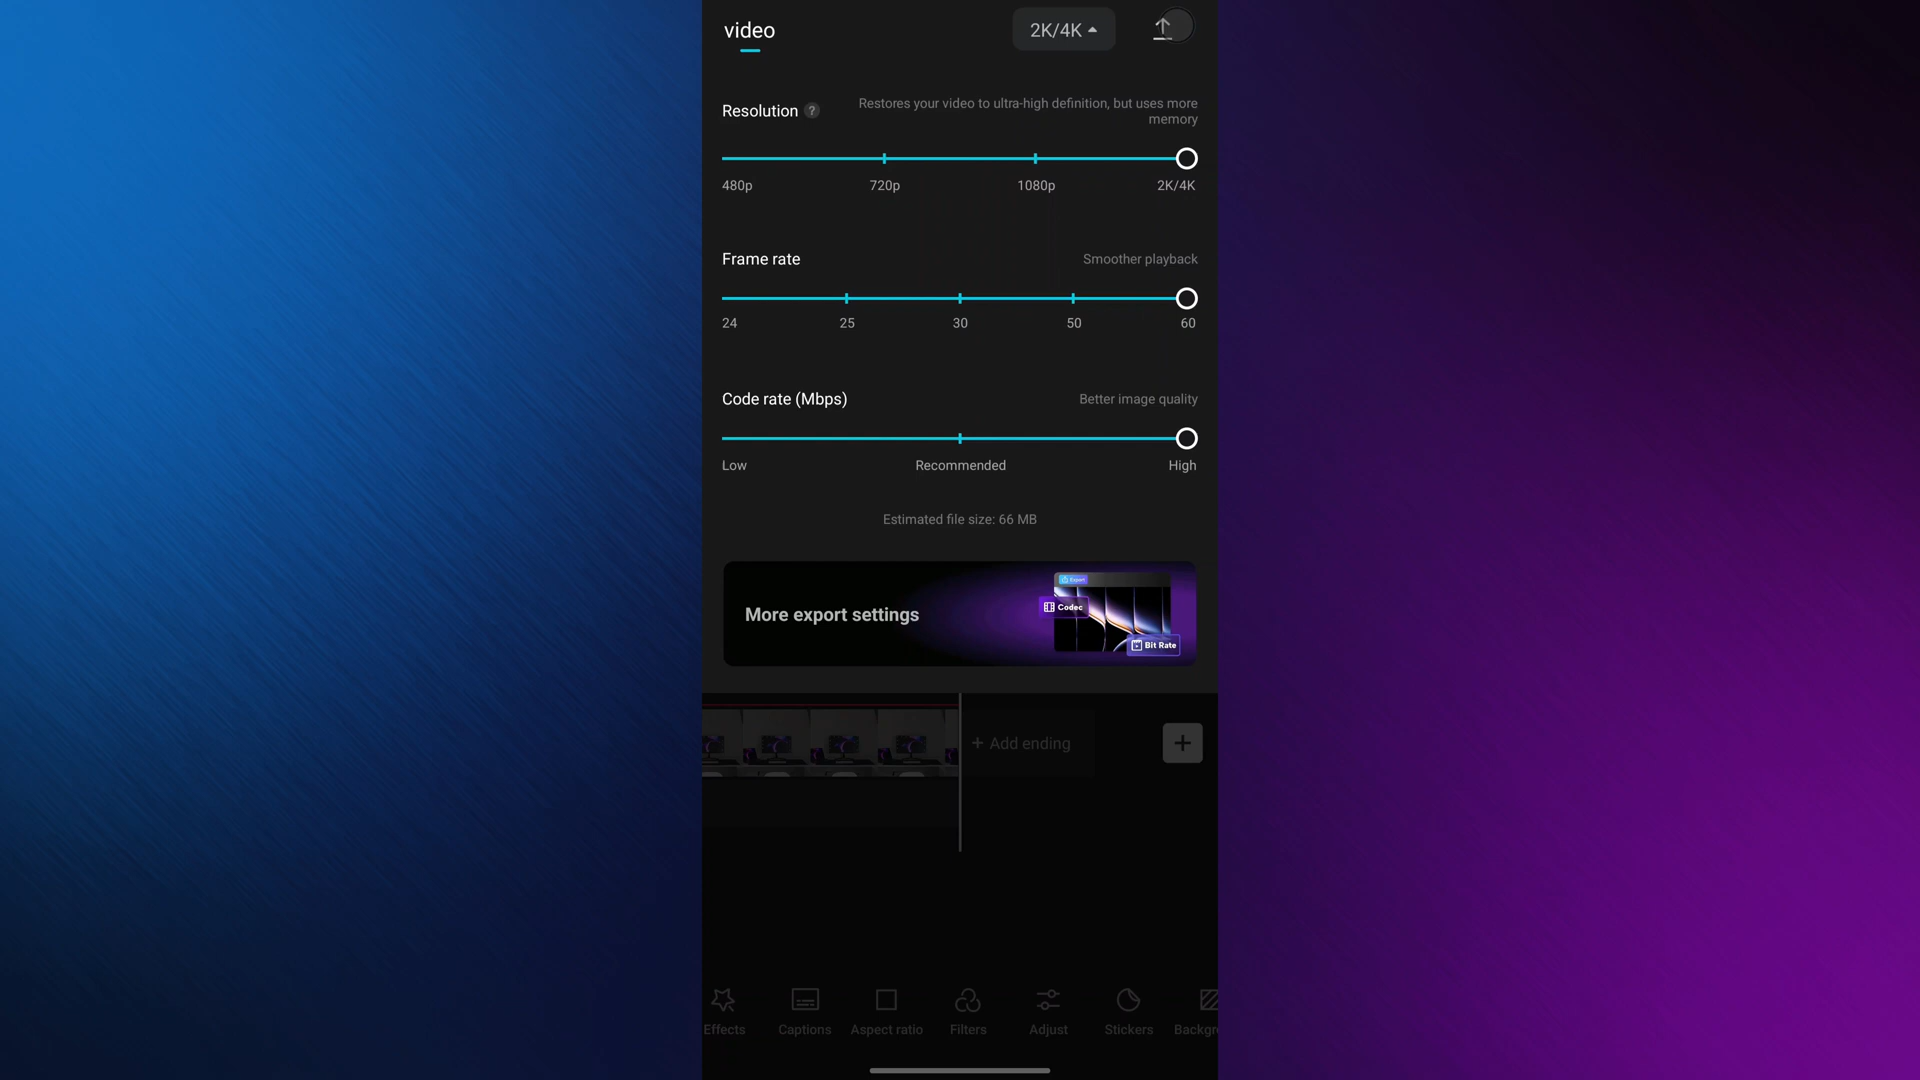 video
2K/4K
Resolution ?
Restores your video to ultra-high definition, but uses more
memory
480p 720p 1080p 2K/4K
Frame rate
Smoother playback
24 25 30 50 60
Code rate (Mbps)
Better image quality
Low Recommended High
Estimated file size: 66 MB
Export
Codec
More export settings
Bit Rate
+ Add ending
+
Effects Captions Aspect ratio Filters Adjust Stickers Backgr